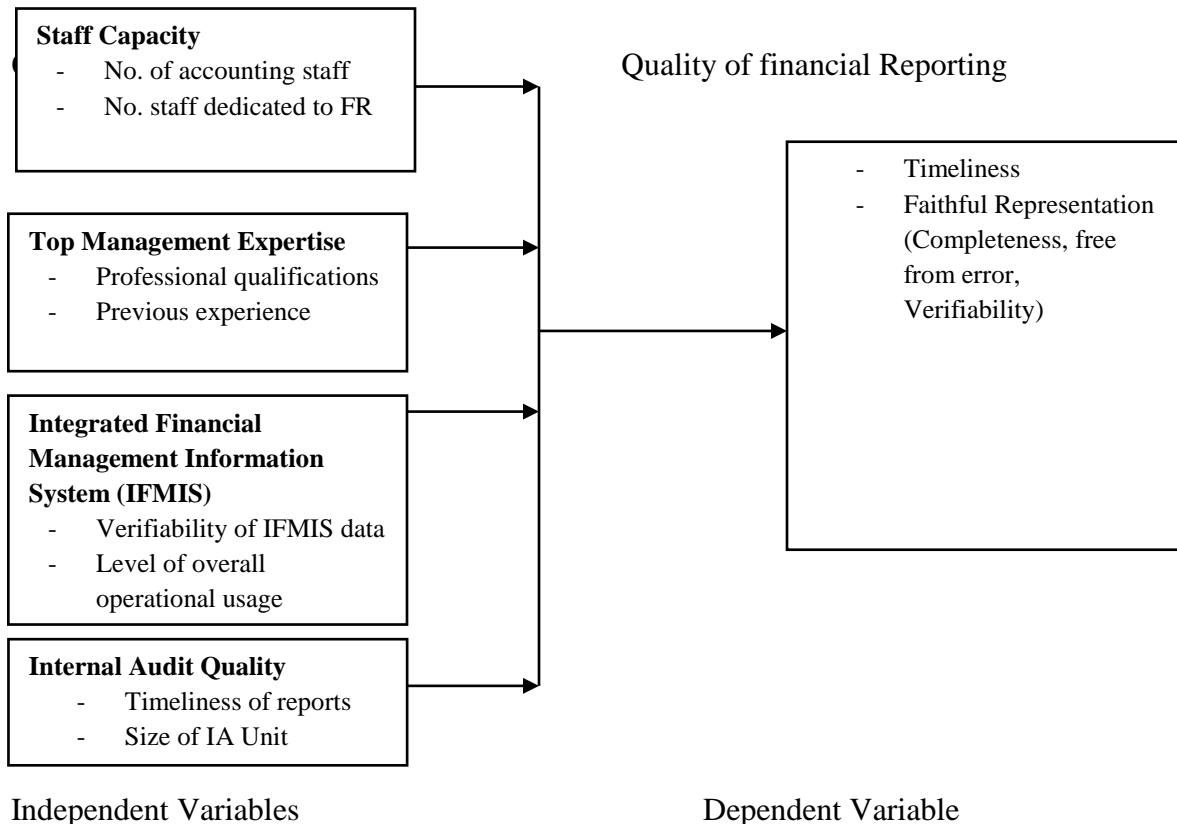 Staff Capacity
- No. of accounting staff
- No. staff dedicated to FR
Quality of financial Reporting
- Timeliness
- Faithful Representation
(Completeness, free
from error,
Verifiability)
Top Management Expertise
- Professional qualifications
- Previous experience
Integrated Financial
Management Information
System (IFMIS)
- Verifiability of IFMIS data
- Level of overall
operational usage
Internal Audit Quality
- Timeliness of reports
- Size of IA Unit
Independent Variables
Dependent Variable